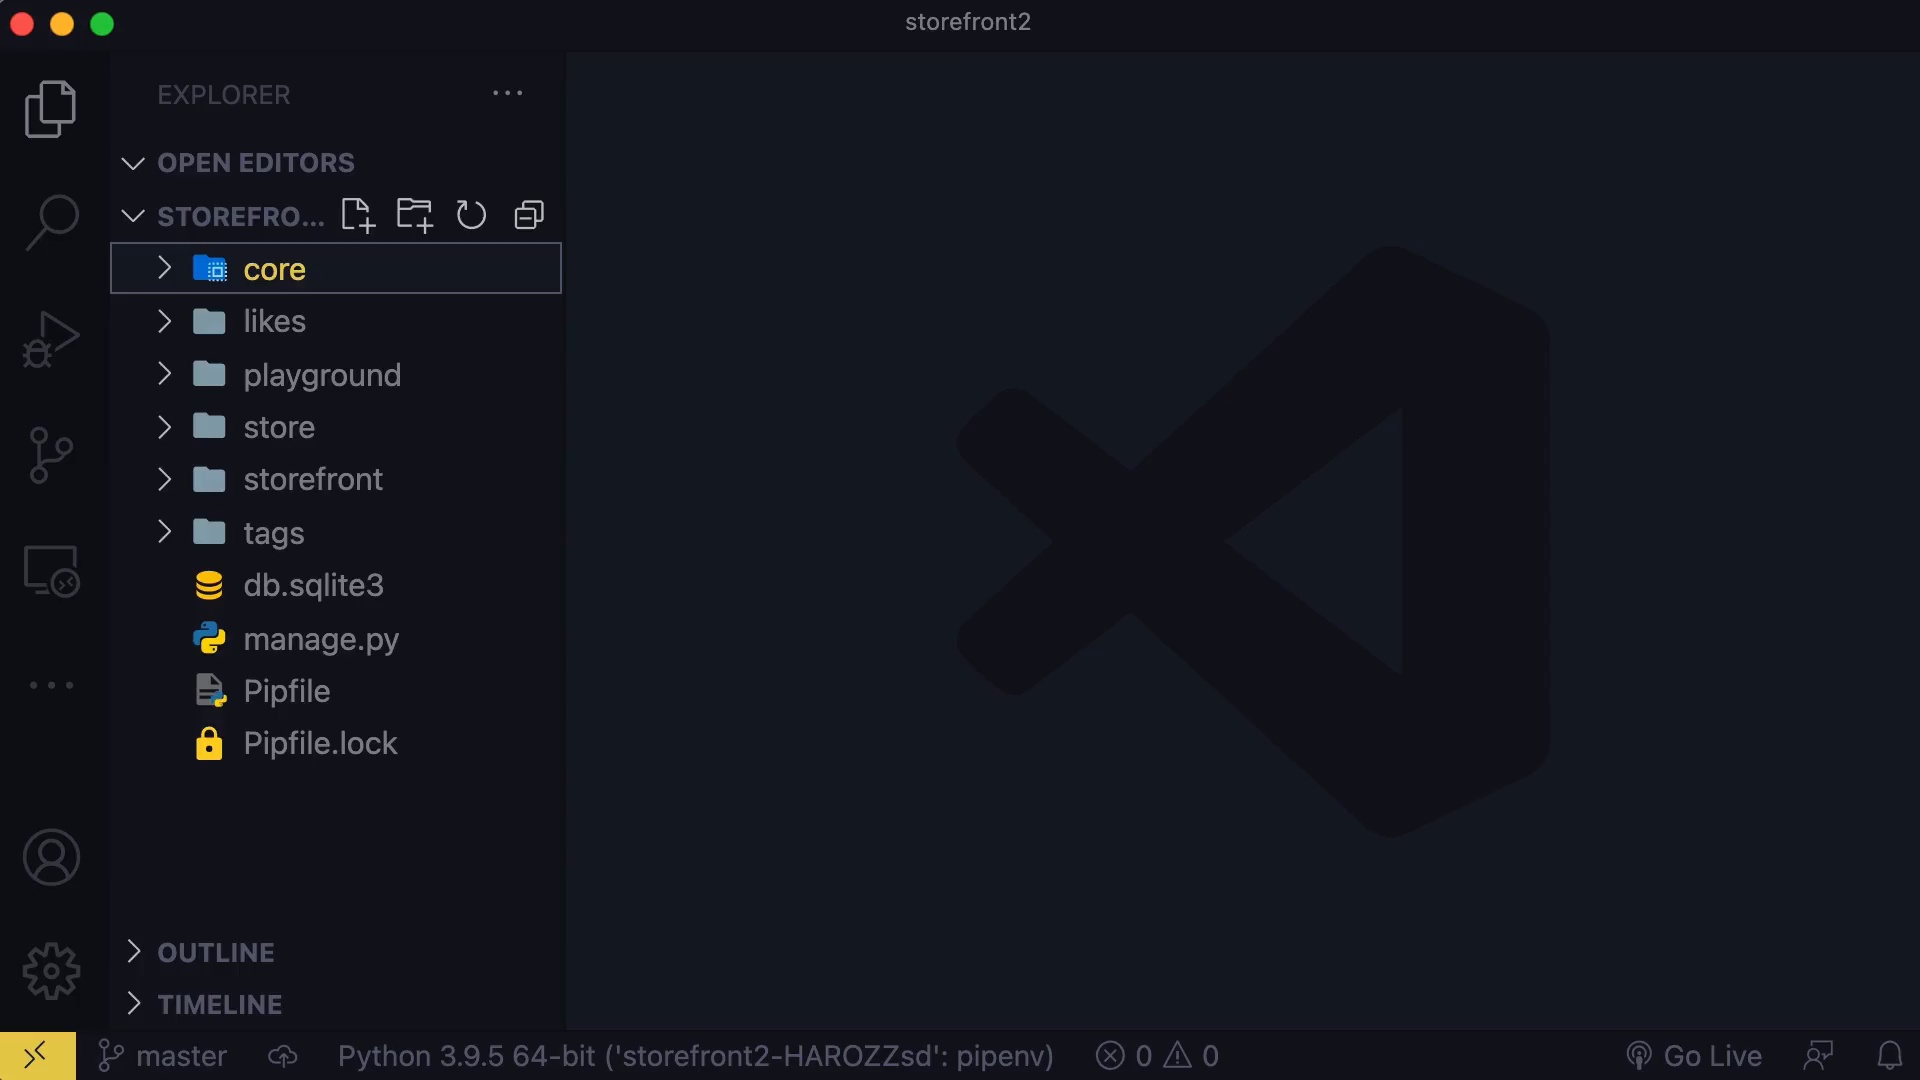 storefront2
EXPLORER
OPEN EDITORS
STOREFRO...
core
likes
playground
store
storefront
tags
db.sqlite3
manage.py
Pipfile
Pipfile.lock
OUTLINE
TIMELINE
master Python 3.9.5 64-bit ('storefront2-HAROZZsd': pipenv) 0 0 Go Live